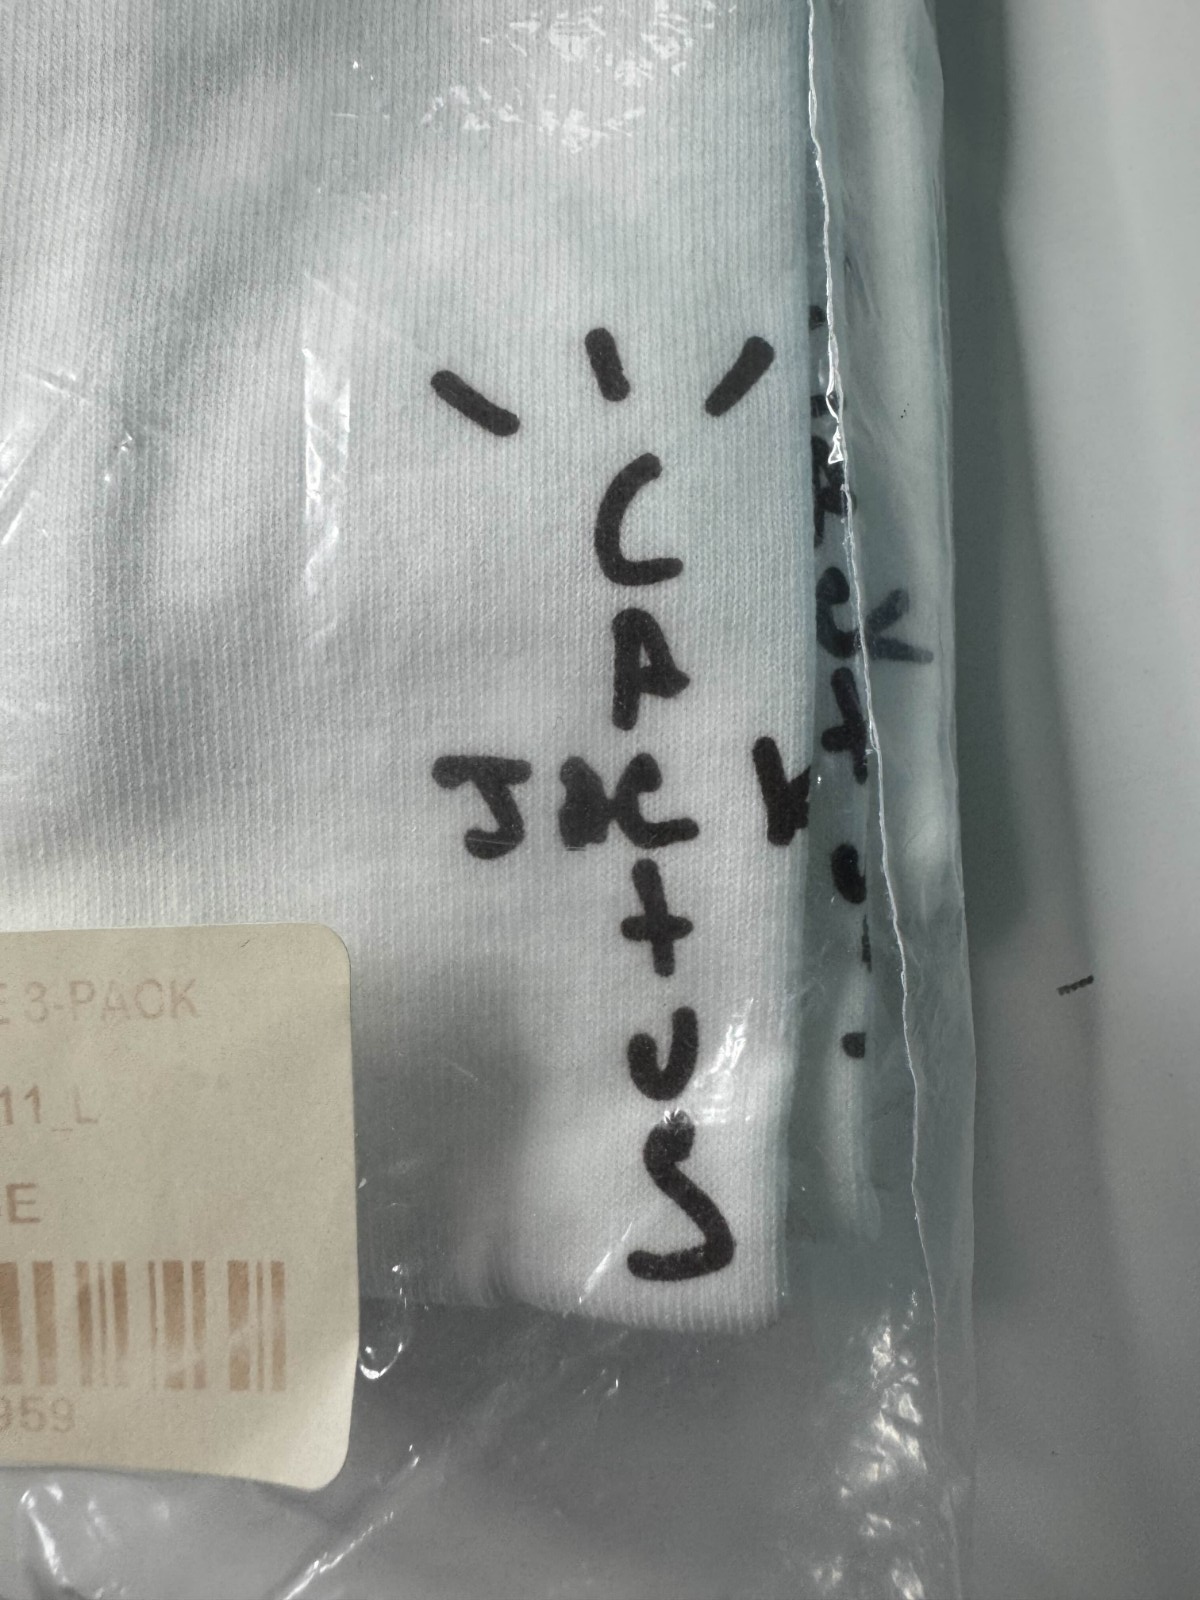 CACtUS
JACK
E 3-PACK
11_L
E
959